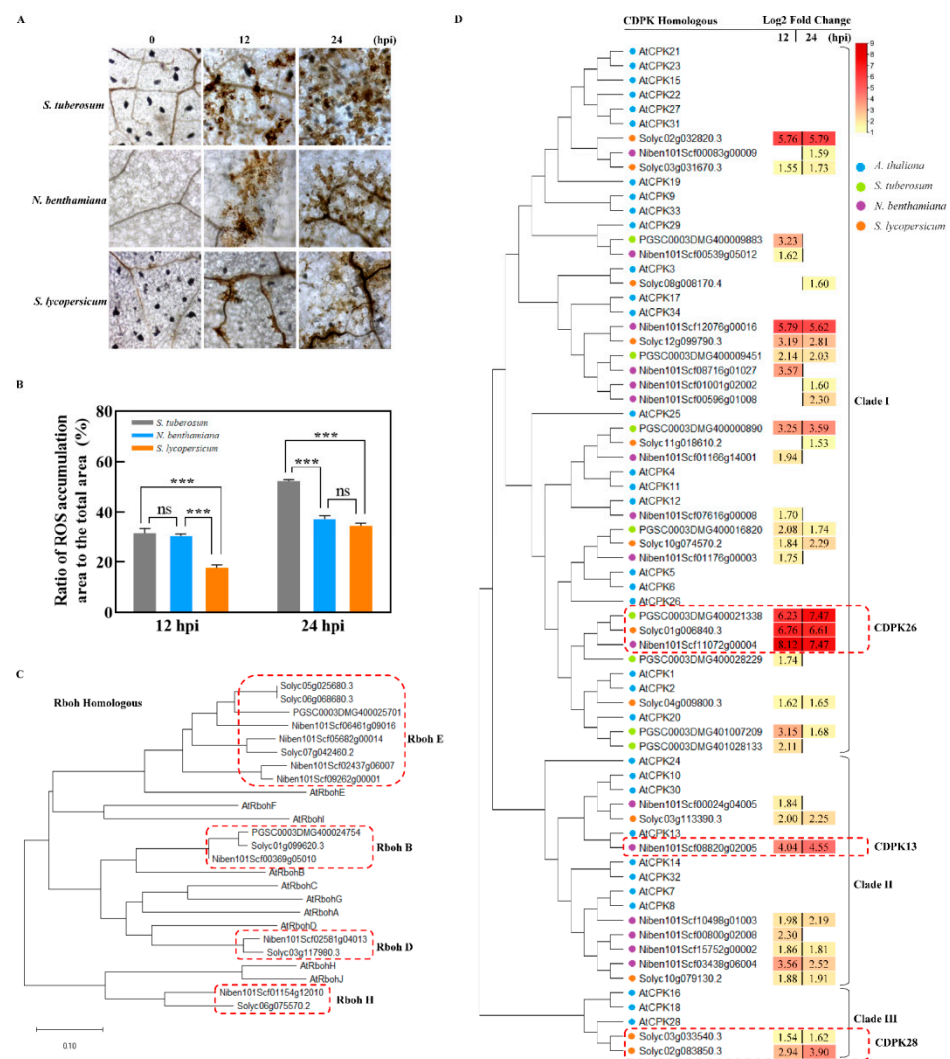 A
0 12 24 (hpi)
S. tuberosum
N. benthamiana
S. lycopersicum
B
Ratio of ROS accumulation
area to the total area (%)
80
60
40
20
0
S. tuberosum
N. benthamiana
S. lycopersicum
***
ns ***
***
***
ns
12 hpi 24 hpi
C
Rboh Homologous
Solyc05g025680.3
Solyc06g068680.3
PGSC0003DMG400025701
Niben101Scf06461g09016
Niben101Scf05682g00014
Solyc07g042460.2
Niben101Scf02437g06007
Niben101Scf09262g00001
Rboh E
AtRbohE
AtRbohF
AtRbohI
PGSC0003DMG400024754
Solyc01g099620.3
Niben101Scf00369g05010
Rboh B
AtRbohB
AtRbohC
AtRbohG
AtRbohA
AtRbohD
Niben101Scf02581g04013
Solyc03g117980.3
Rboh D
AtRbohH
AtRbohJ
Niben101Scf01154g12010
Solyc06g075570.2
Rboh H
0.10
D
CDPK Homologous Log2 Fold Change
12 24 (hpi)
9
8
7
6
5
4
3
2
1
A. thaliana
S. tuberosum
N. benthamiana
S. lycopersicum
AtCPK21
AtCPK23
AtCPK15
AtCPK22
AtCPK27
AtCPK31
Solyc02g032820.3 5.76 5.79
Niben101Scf00083g00009 1.59
Solyc03g031670.3 1.55 1.73
AtCPK19
AtCPK9
AtCPK33
AtCPK29
PGSC0003DMG400009883 3.23
Niben101Scf00539g05012 1.62
AtCPK3
Solyc08g008170.4 1.60
AtCPK17
AtCPK34
Niben101Scf12076g00016 5.79 5.62
Solyc12g099790.3 3.19 2.81
PGSC0003DMG400009451 2.14 2.03
Niben101Scf08716g01027 3.57
Niben101Scf01001g02002 1.60
Niben101Scf00596g01008 2.30
Clade I
AtCPK25
PGSC0003DMG400000890 3.25 3.59
Solyc11g018610.2 1.53
Niben101Scf01166g14001 1.94
AtCPK4
AtCPK11
AtCPK12
Niben101Scf07616g00008 1.70
PGSC0003DMG400016820 2.08 1.74
Solyc10g074570.2 1.84 2.29
Niben101Scf01176g00003 1.75
AtCPK5
AtCPK6
AtCPK26
PGSC0003DMG400021338 6.23 7.47
Solyc01g006840.3 6.76 6.61
CDPK26
Niben101Scf11072g00004 8.12 7.47
PGSC0003DMG400028229 1.74
AtCPK1
AtCPK2
Solyc04g009800.3 1.62 1.65
AtCPK20
PGSC0003DMG401007209 3.15 1.68
PGSC0003DMG401028133 2.11
AtCPK24
AtCPK10
AtCPK30
Niben101Scf00024g04005 1.84
Solyc03g113390.3 2.00 2.25
AtCPK13
Niben101Scf08820g02005 4.04 4.55
CDPK13
AtCPK14
AtCPK32
Clade II
AtCPK7
AtCPK8
Niben101Scf10498g01003 1.98 2.19
Niben101Scf00800g02008 2.30
Niben101Scf15752g00002 1.86 1.81
Niben101Scf03438g06004 3.56 2.52
Solyc10g079130.2 1.88 1.91
AtCPK16
AtCPK18
Clade III
AtCPK28
Solyc03g033540.3 1.54 1.62
CDPK28
Solyc02g083850.3 2.94 3.90